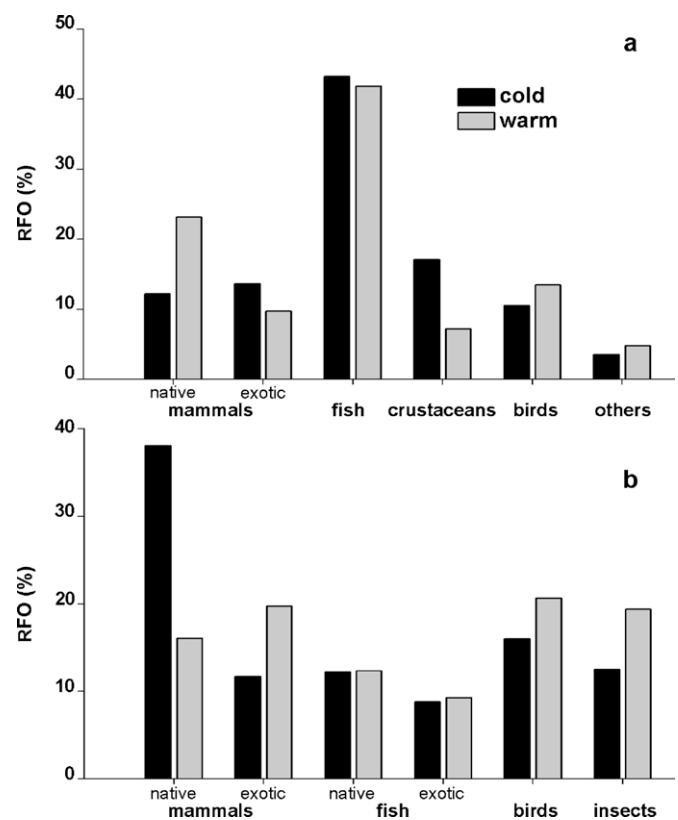 50
a
cold
40
warm
30
RFO (%)
20
10
0
native exotic
mammals fish crustaceans birds others
40
b
30
RFO (%)
20
10
0
native exotic native exotic
mammals fish birds insects